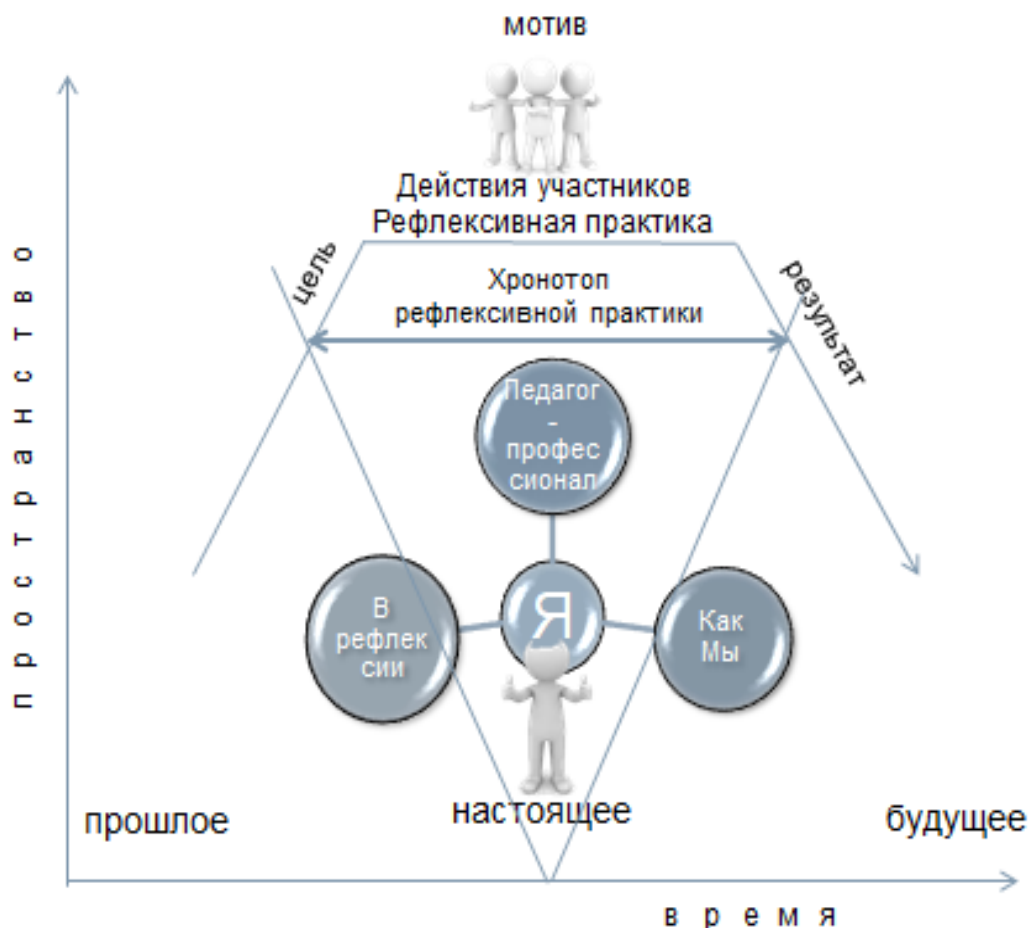 мотив
Действия участников
Рефлексивная практика
цель
результат
Хронотоп
рефлексивной практики
пространство
Педагог
-
профес
сионал
Я
В
рефлек
сии
Как
Мы
прошлое
настоящее
будущее
время